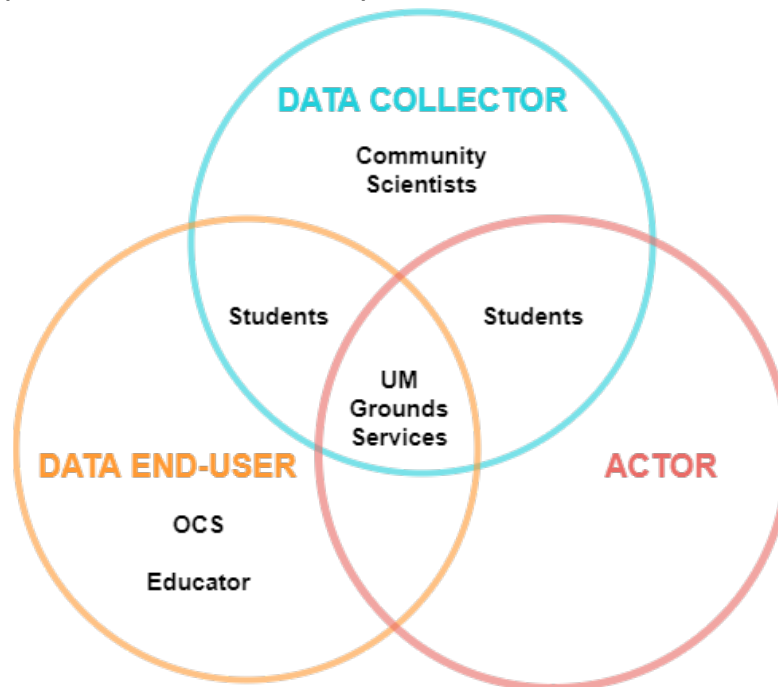 DATA COLLECTOR
Community
Scientists
Students
Students
UM
Grounds
Services
DATA END-USER
ACTOR
OCS
Educator